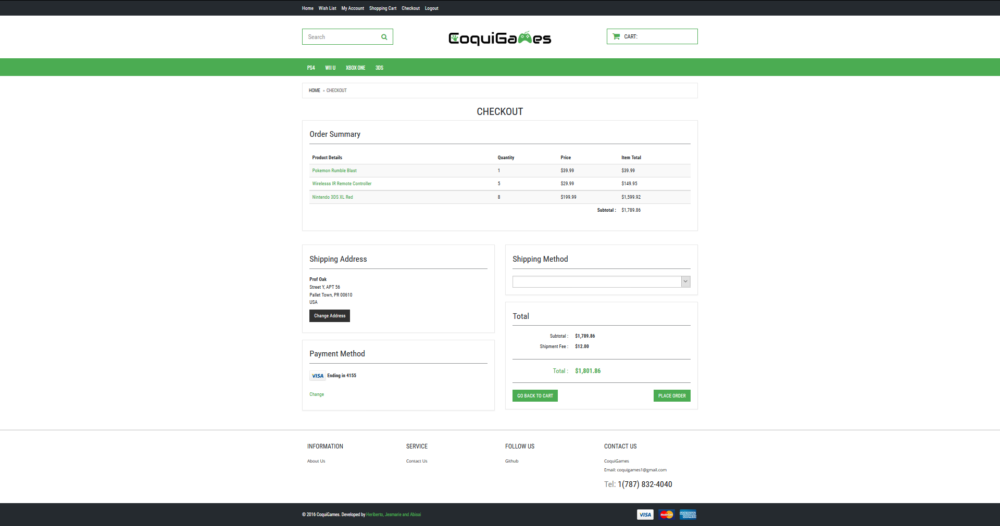 Home Wish List My Account Shopping Cart Checkout Logout
Search
CoquiGames
CART:
PS4 WII U XBOX ONE 3DS
HOME » CHECKOUT
CHECKOUT
Order Summary
Product Details Quantity Price Item Total
Pokemon Rumble Blast 1 $39.99 $39.99
Wirelesss IR Remote Controller 5 $29.99 $149.95
Nintendo 3DS XL Red 8 $199.99 $1,599.92
Subtotal : $1,789.86
Shipping Address
Prof Oak
Street Y, APT 56
Pallet Town, PR 00610
USA
Change Address
Payment Method
VISA Ending in 4155
Change
Shipping Method
Total
Subtotal : $1,789.86
Shipment Fee : $12.00
Total : $1,801.86
GO BACK TO CART PLACE ORDER
INFORMATION
About Us
SERVICE
Contact Us
FOLLOW US
Github
CONTACT US
CoquiGames
Email: coquigames1@gmail.com
Tel: 1(787) 832-4040
© 2016 CoquiGames. Developed by Heriberto, Jesmarie and Abisai
VISA MasterCard AMERICAN EXPRESS